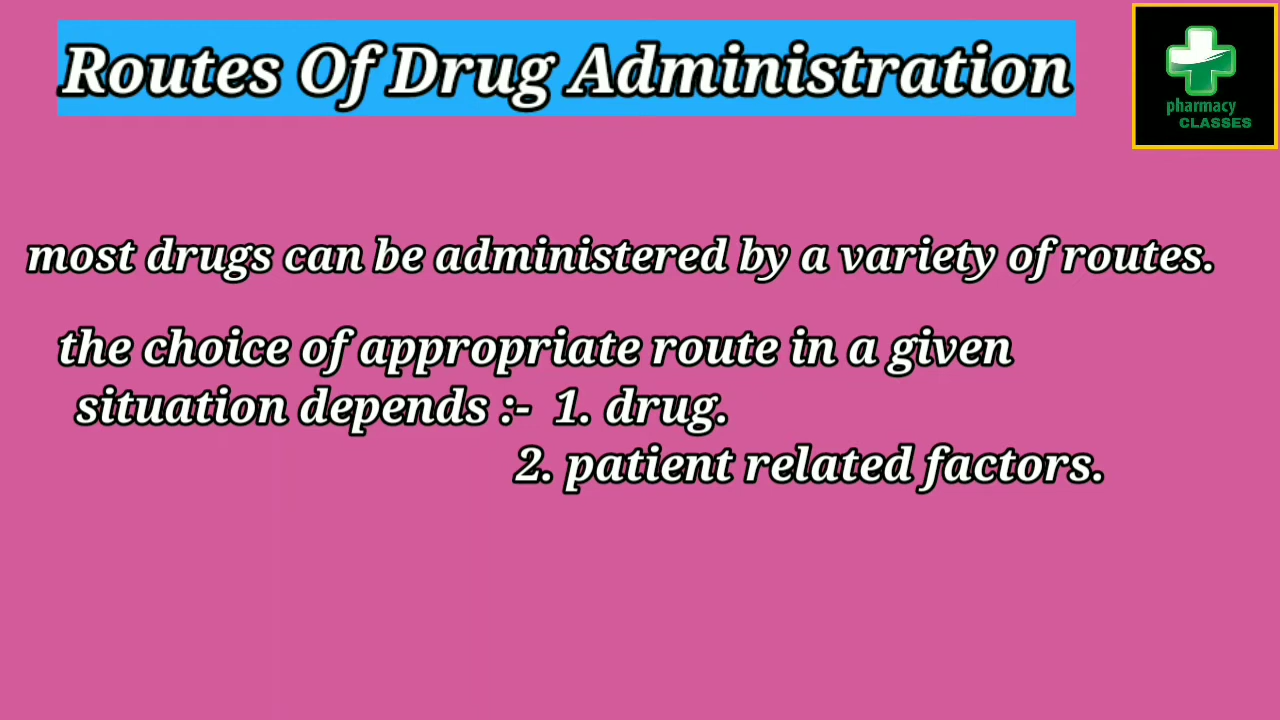 Routes Of Drug Administration
pharmacy
CLASSES
most drugs can be administered by a variety of routes.
the choice of appropriate route in a given
situation depends :- 1. drug.
2. patient related factors.